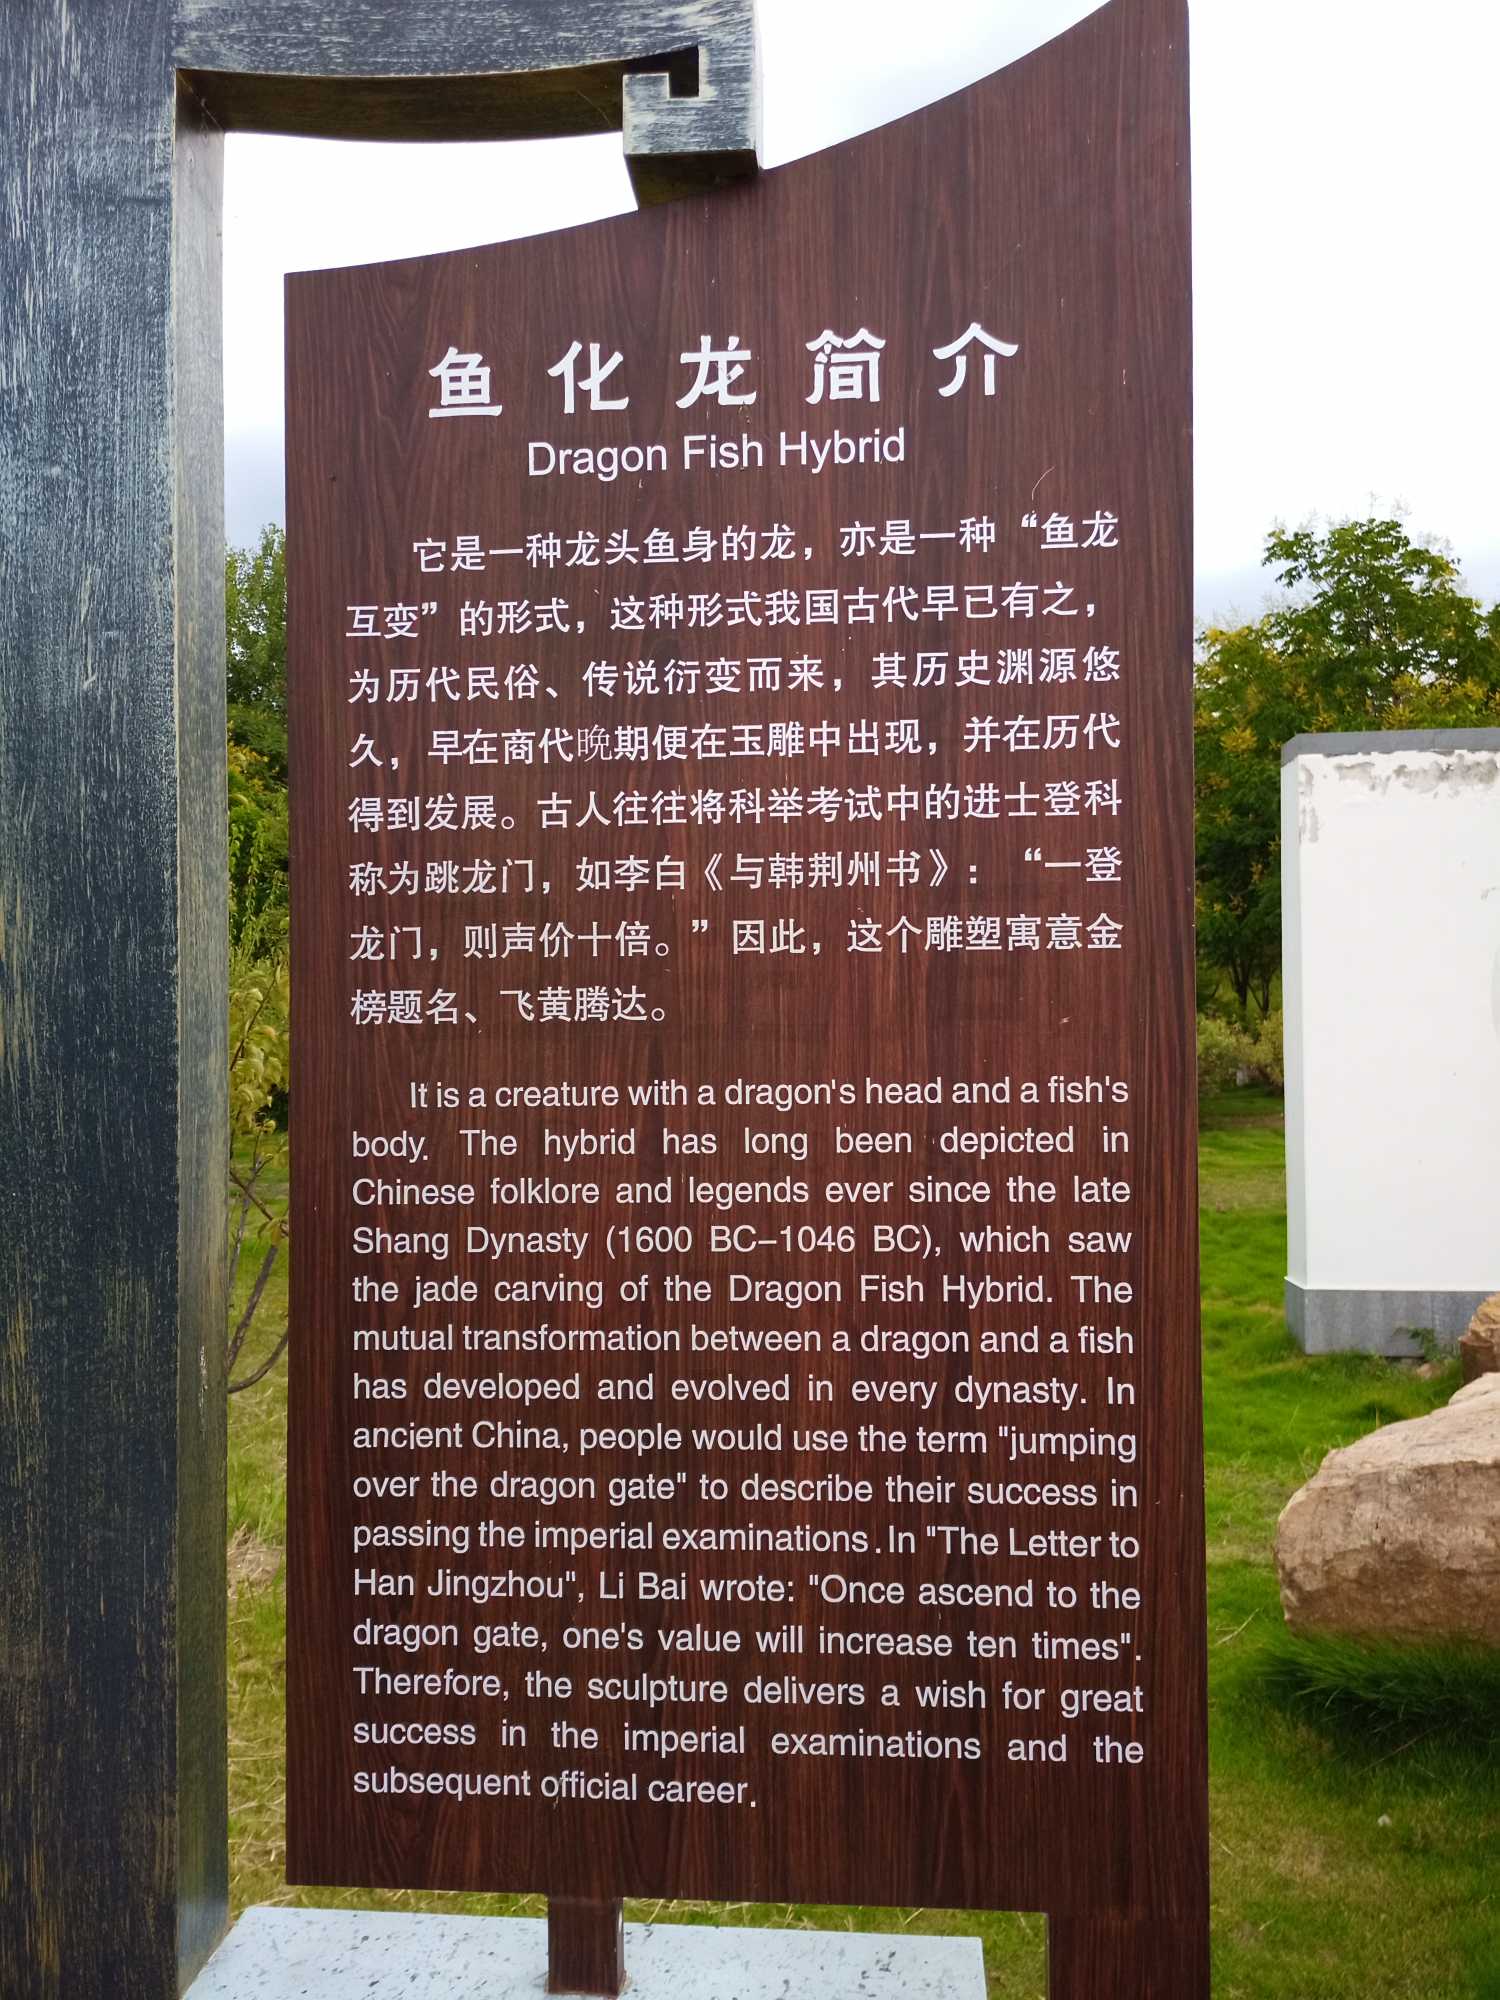 鱼化龙简介
Dragon Fish Hybrid
它是一种龙头鱼身的龙，亦是一种“鱼龙
互变”的形式，这种形式我国古代早已有之，
为历代民俗、传说衍变而来，其历史渊源悠
久，早在商代晚期便在玉雕中出现，并在历代
得到发展。古人往往将科举考试中的进士登科
称为跳龙门，如李白《与韩荆州书》：“一登
龙门，则声价十倍。”因此，这个雕塑寓意金
榜题名、飞黄腾达。
It is a creature with a dragon's head and a fish's
body. The hybrid has long been depicted in
Chinese folklore and legends ever since the late
Shang Dynasty (1600 BC–1046 BC), which saw
the jade carving of the Dragon Fish Hybrid. The
mutual transformation between a dragon and a fish
has developed and evolved in every dynasty. In
ancient China, people would use the term "jumping
over the dragon gate" to describe their success in
passing the imperial examinations. In "The Letter to
Han Jingzhou", Li Bai wrote: "Once ascend to the
dragon gate, one's value will increase ten times".
Therefore, the sculpture delivers a wish for great
success in the imperial examinations and the
subsequent official career.